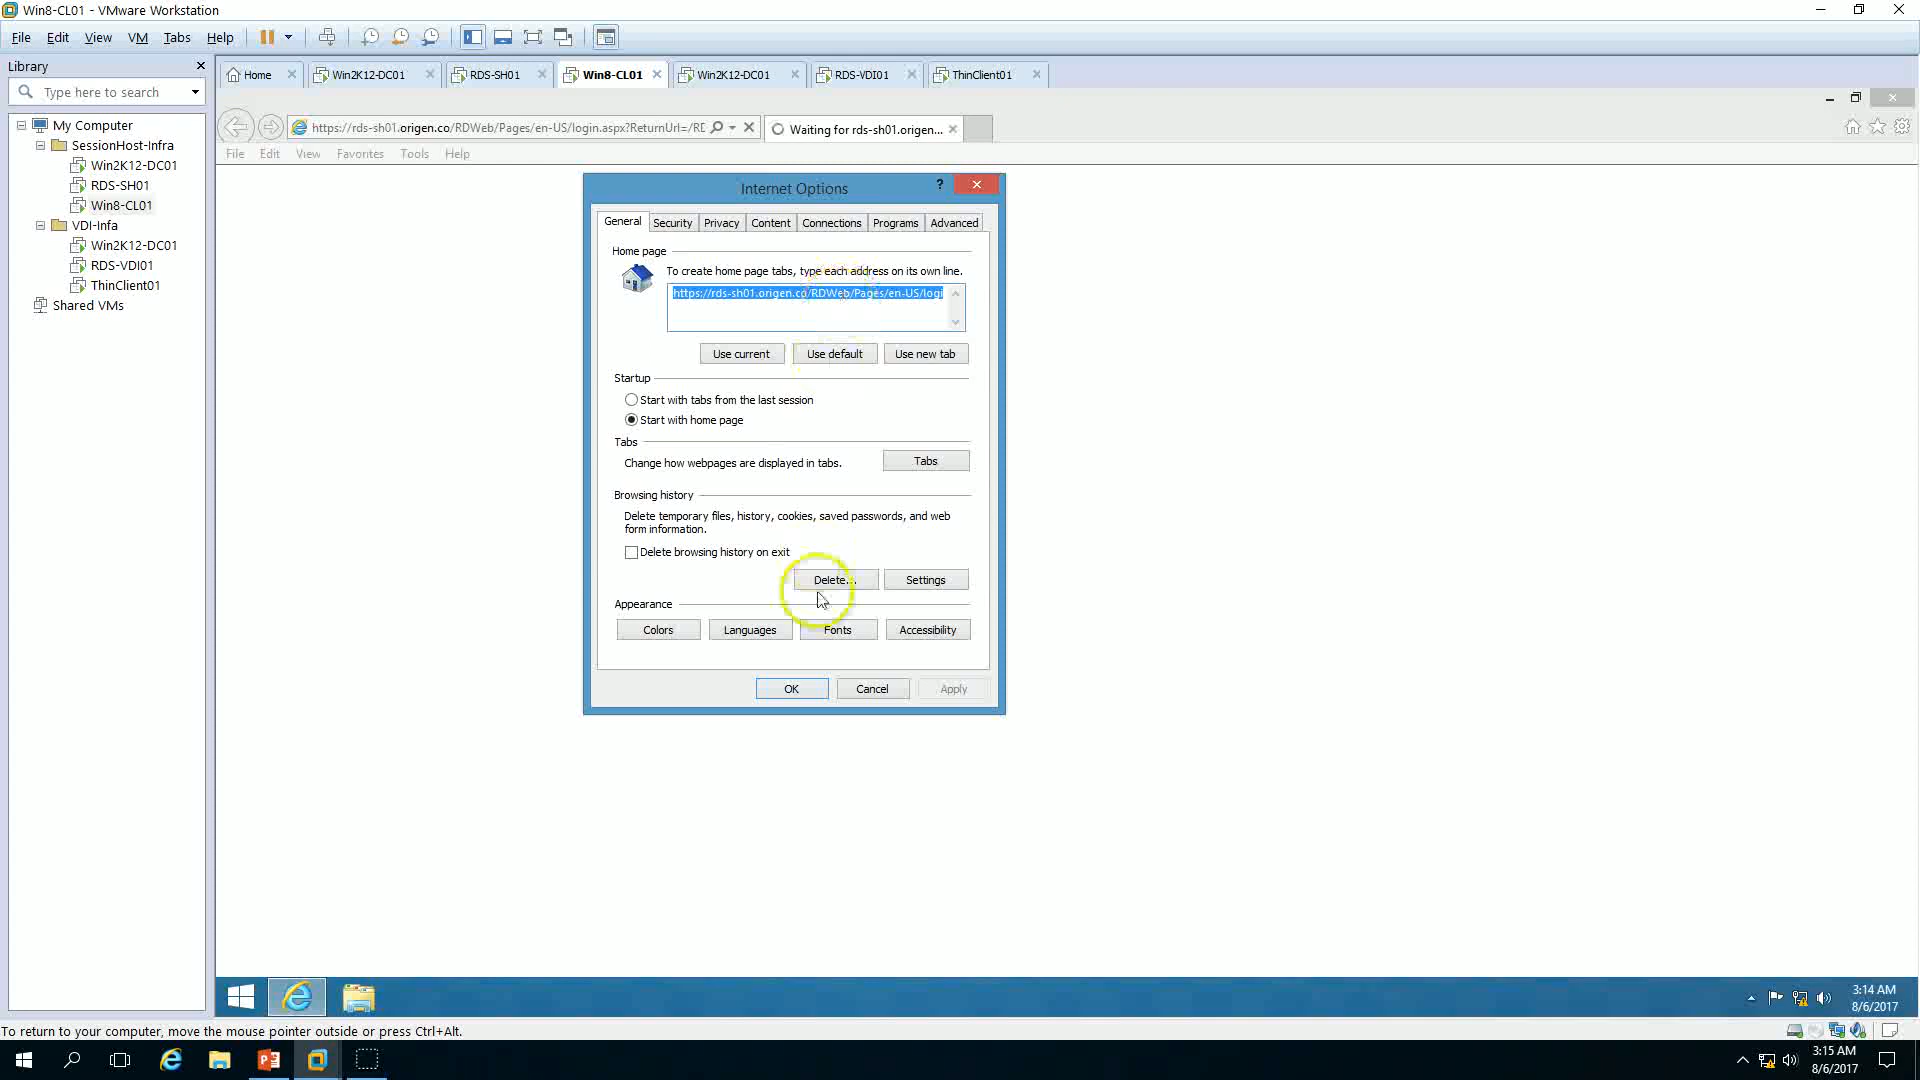 Win8-CL01 - VMware Workstation
File Edit View VM Tabs Help
Library
Type here to search
My Computer
SessionHost-Infra
Win2K12-DC01
RDS-SH01
Win8-CL01
VDI-Infa
Win2K12-DC01
RDS-VDI01
ThinClient01
Shared VMs
Home Win2K12-DC01 RDS-SH01 Win8-CL01 Win2K12-DC01 RDS-VDI01 ThinClient01
https://rds-sh01.origen.co/RDWeb/Pages/en-US/login.aspx?ReturnUrl=/RD Waiting for rds-sh01.origen...
File Edit View Favorites Tools Help
Internet Options ?
General Security Privacy Content Connections Programs Advanced
Home page
To create home page tabs, type each address on its own line.
https://rds-sh01.origen.co/RDWeb/Pages/en-US/logi
Use current Use default Use new tab
Startup
Start with tabs from the last session
Start with home page
Tabs
Change how webpages are displayed in tabs. Tabs
Browsing history
Delete temporary files, history, cookies, saved passwords, and web
form information.
Delete browsing history on exit
Delete... Settings
Appearance
Colors Languages Fonts Accessibility
OK Cancel Apply
3:14 AM
8/6/2017
To return to your computer, move the mouse pointer outside or press Ctrl+Alt.
3:15 AM
8/6/2017